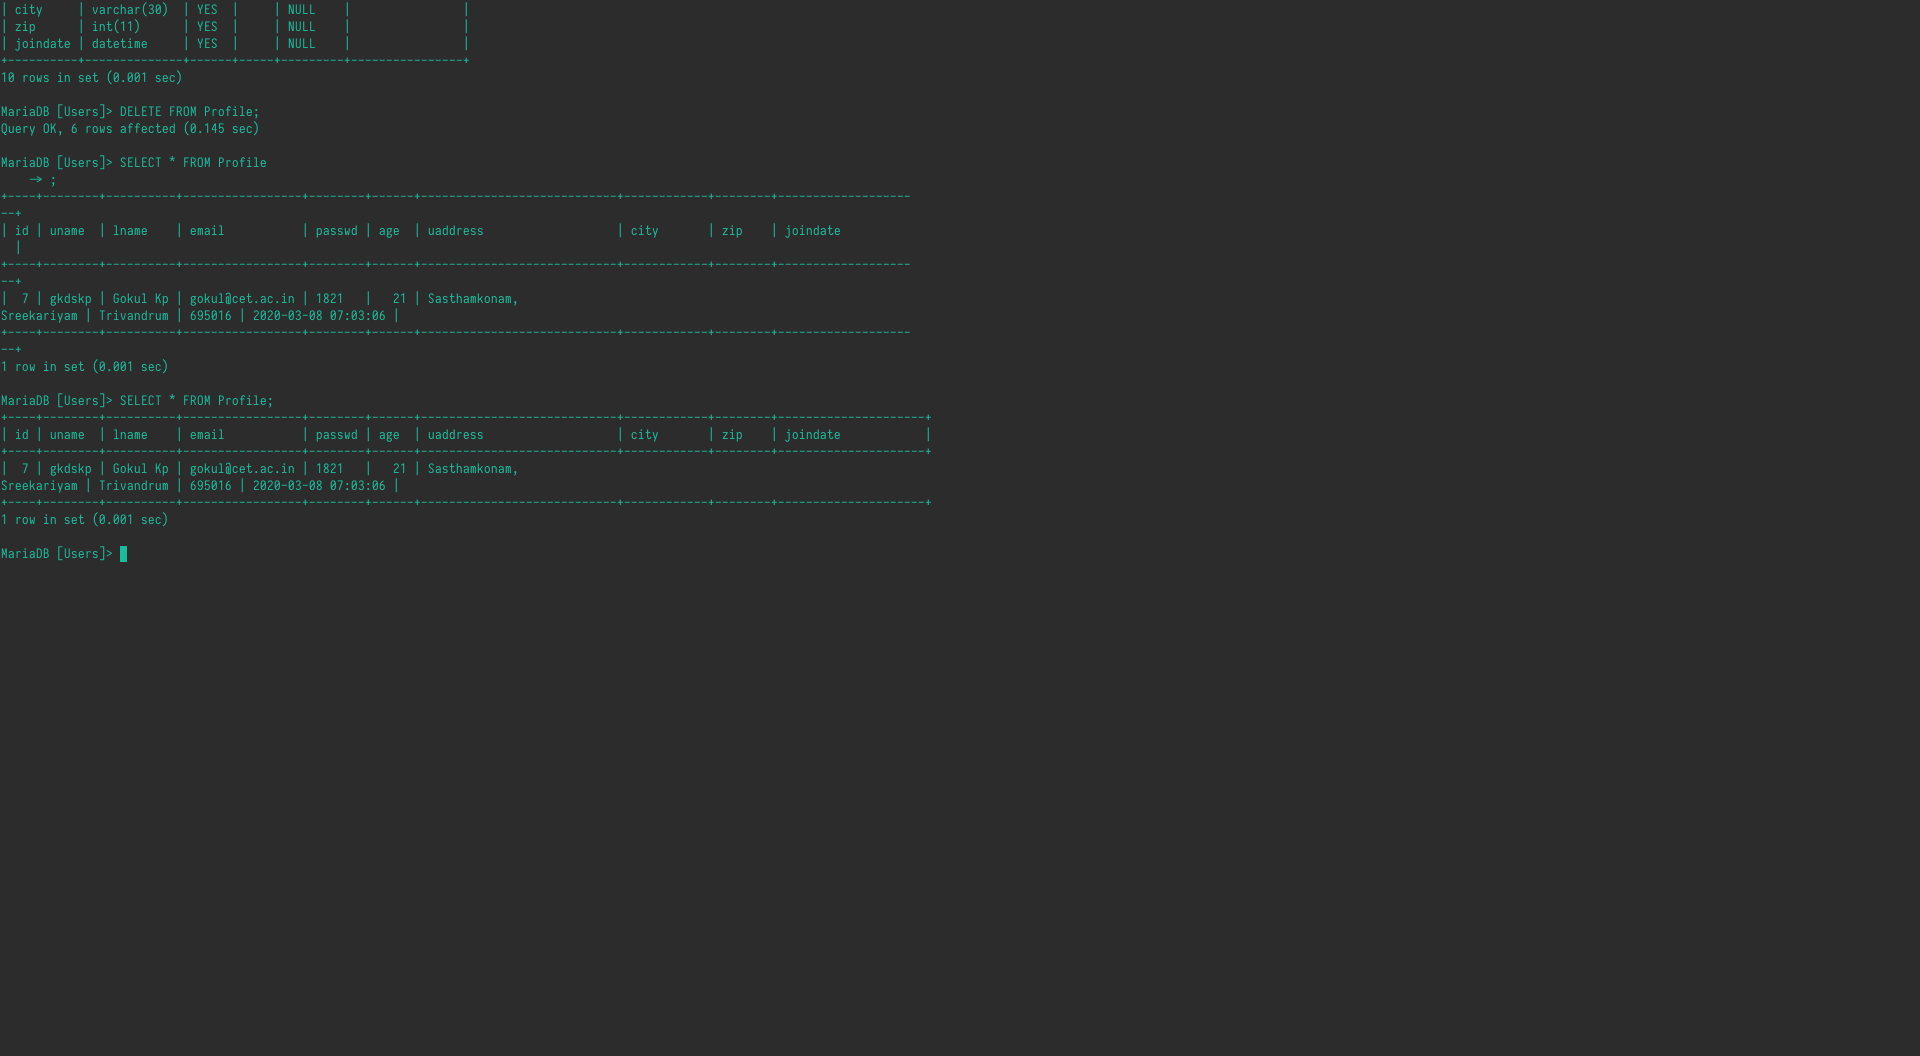 | city     | varchar(30)  | YES  |     | NULL    |                |
| zip      | int(11)      | YES  |     | NULL    |                |
| joindate | datetime     | YES  |     | NULL    |                |
+----------+--------------+------+-----+---------+----------------+
10 rows in set (0.001 sec)

MariaDB [Users]> DELETE FROM Profile;
Query OK, 6 rows affected (0.145 sec)

MariaDB [Users]> SELECT * FROM Profile
    -> ;
+----+--------+----------+-----------------+--------+------+----------------------------+------------+--------+-------------------
--+
| id | uname  | lname    | email           | passwd | age  | uaddress                   | city       | zip    | joindate
  |
+----+--------+----------+-----------------+--------+------+----------------------------+------------+--------+-------------------
--+
|  7 | gkdskp | Gokul Kp | gokul@cet.ac.in | 1821   |   21 | Sasthamkonam,
Sreekariyam | Trivandrum | 695016 | 2020-03-08 07:03:06 |
+----+--------+----------+-----------------+--------+------+----------------------------+------------+--------+-------------------
--+
1 row in set (0.001 sec)

MariaDB [Users]> SELECT * FROM Profile;
+----+--------+----------+-----------------+--------+------+----------------------------+------------+--------+---------------------+
| id | uname  | lname    | email           | passwd | age  | uaddress                   | city       | zip    | joindate            |
+----+--------+----------+-----------------+--------+------+----------------------------+------------+--------+---------------------+
|  7 | gkdskp | Gokul Kp | gokul@cet.ac.in | 1821   |   21 | Sasthamkonam,
Sreekariyam | Trivandrum | 695016 | 2020-03-08 07:03:06 |
+----+--------+----------+-----------------+--------+------+----------------------------+------------+--------+---------------------+
1 row in set (0.001 sec)

MariaDB [Users]>